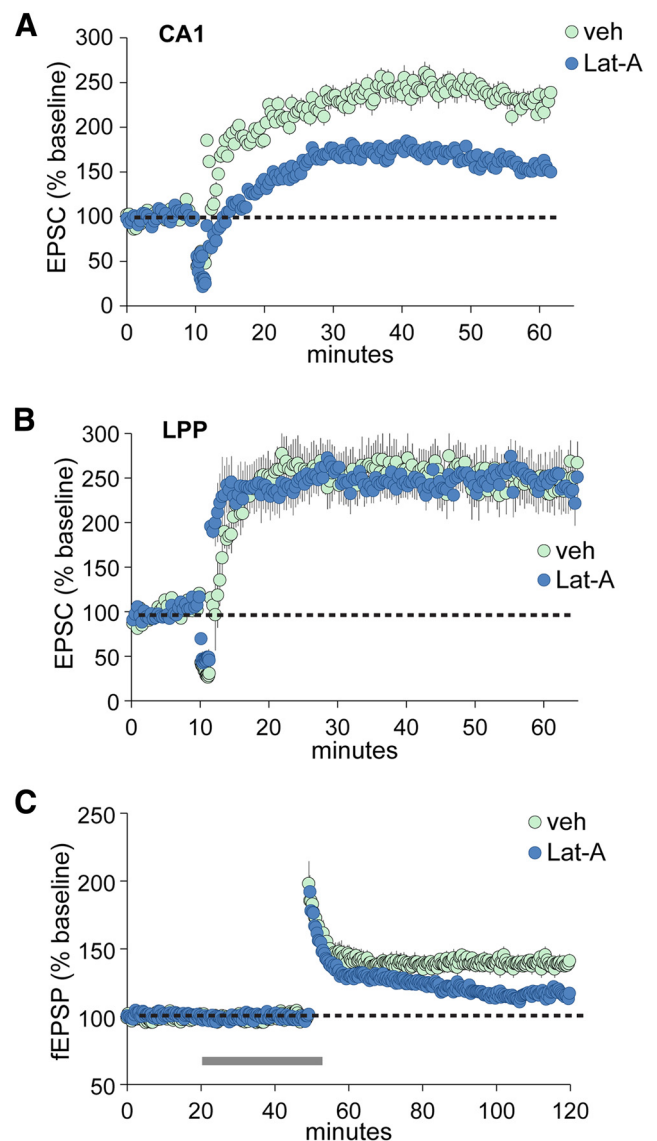 A
CA1
veh
Lat-A
EPSC (% baseline)
300
250
200
150
100
50
0
0 10 20 30 40 50 60
minutes
B
LPP
EPSC (% baseline)
300
250
200
150
100
50
0
veh
Lat-A
0 10 20 30 40 50 60
minutes
C
veh
Lat-A
fEPSP (% baseline)
250
200
150
100
50
0 20 40 60 80 100 120
minutes